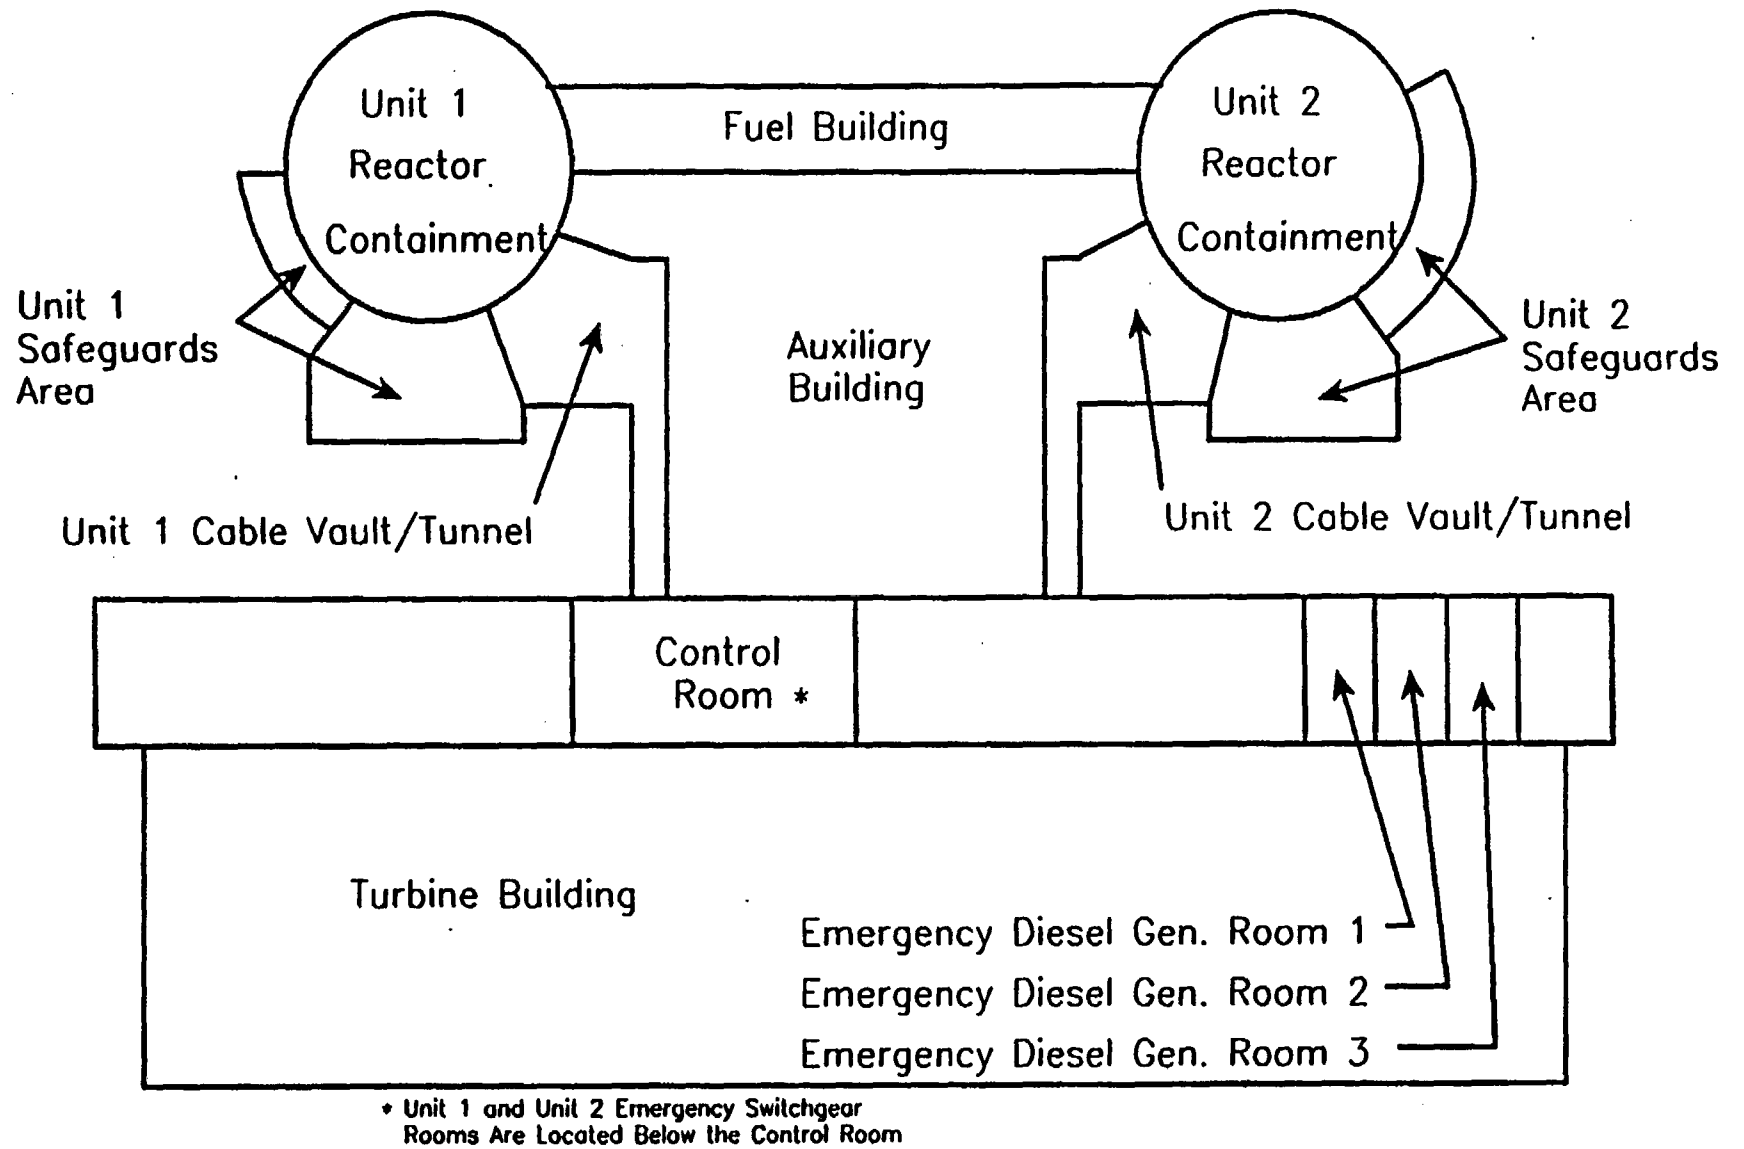 Unit 1
Reactor
Containment
Fuel Building
Unit 2
Reactor
Containment
Unit 1
Safeguards
Area
Auxiliary
Building
Unit 2
Safeguards
Area
Unit 1 Cable Vault/Tunnel
Unit 2 Cable Vault/Tunnel
Control
Room *
Turbine Building
Emergency Diesel Gen. Room 1
Emergency Diesel Gen. Room 2
Emergency Diesel Gen. Room 3
* Unit 1 and Unit 2 Emergency Switchgear
Rooms Are Located Below the Control Room